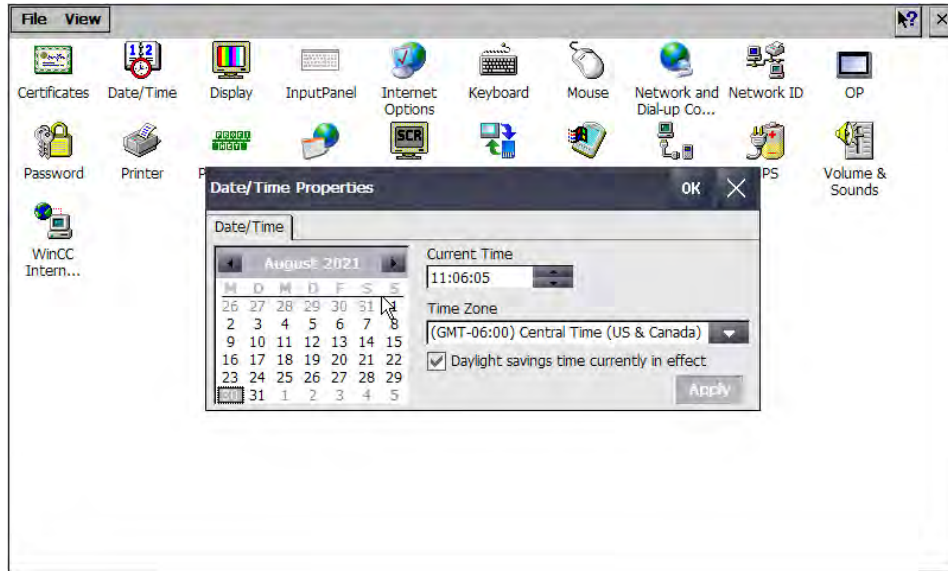 File View
?
Certificates Date/Time Display InputPanel Internet Options Keyboard Mouse Network and Dial-up Co... Network ID OP
PROFI
NET
SCR
Password Printer P PS Volume & Sounds
WinCC Intern...
Date/Time Properties OK
Date/Time
August 2021
M D M D F S S
26 27 28 29 30 31 1
2 3 4 5 6 7 8
9 10 11 12 13 14 15
16 17 18 19 20 21 22
23 24 25 26 27 28 29
30 31 1 2 3 4 5
Current Time
11:06:05
Time Zone
(GMT-06:00) Central Time (US & Canada)
Daylight savings time currently in effect
Apply